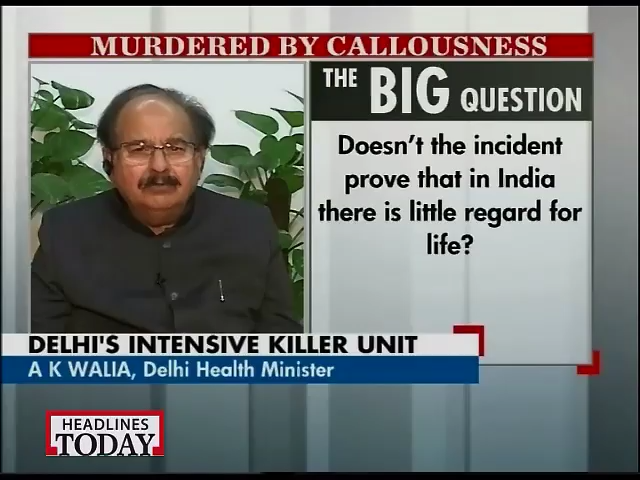 MURDERED BY CALLOUSNESS
THE BIG QUESTION
Doesn't the incident
prove that in India
there is little regard for
life?
DELHI'S INTENSIVE KILLER UNIT
A K WALIA, Delhi Health Minister
HEADLINES
TODAY